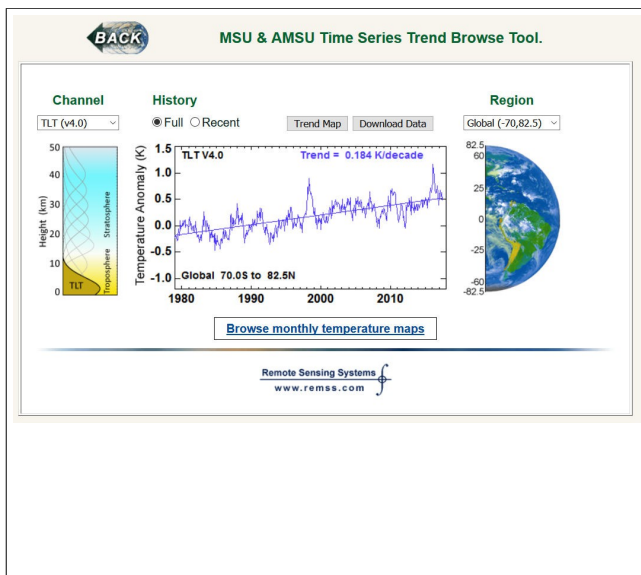 BACK
MSU & AMSU Time Series Trend Browse Tool.
Channel
History
Region
TLT (v4.0)
Full
Recent
Trend Map
Download Data
Global (-70,82.5)
50
40
30
20
10
0
Height (km)
Stratosphere
Troposphere
TLT
1.5
1.0
0.5
0.0
-0.5
-1.0
Temperature Anomaly (K)
TLT V4.0
Trend = 0.184 K/decade
Global 70.0S to 82.5N
1980
1990
2000
2010
82.5
60
25
0
-25
-60
-82.5
Browse monthly temperature maps
Remote Sensing Systems
www.remss.com